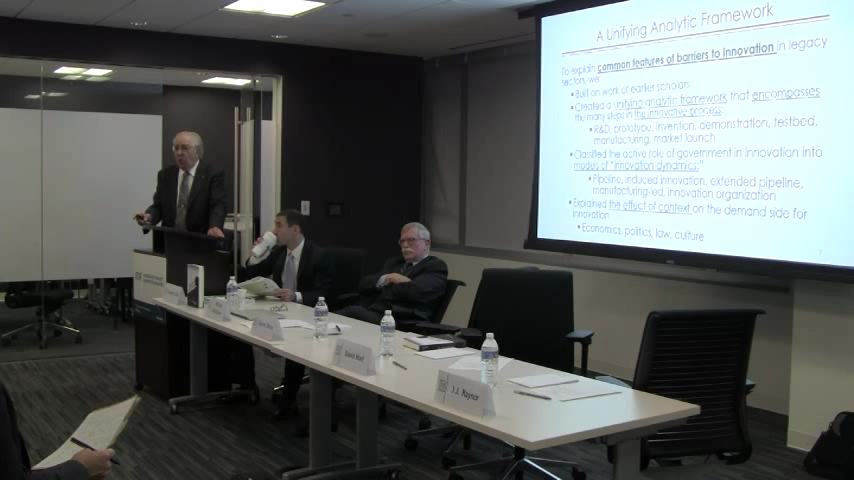 A Unifying Analytic Framework
To explain common features of barriers to innovation in legacy
sectors, we:
Built on work of earlier scholars
Created a unifying analytic framework that encompasses
the many steps in the innovative process:
R&D, prototype, invention, demonstration, testbed,
manufacturing, market launch
Classified the active role of government in innovation into
models of "innovation dynamics:"
Pipeline, induced innovation, extended pipeline,
manufacturing-led, innovation organization
Explained the effect of context on the demand side for
innovation
Economics, politics, law, culture
David Hart
J.J. Raynor